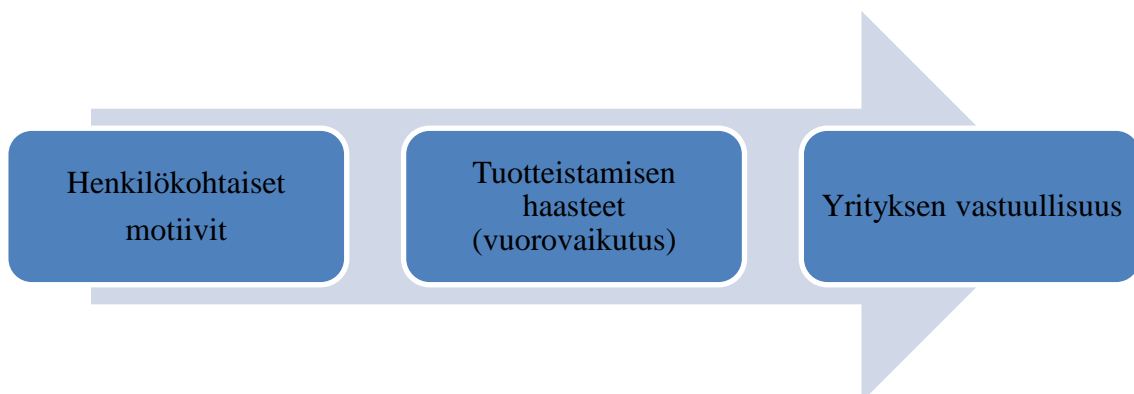 Henkilökohtaiset
motiivit
Tuotteistamisen
haasteet
(vuorovaikutus)
Yrityksen vastuullisuus